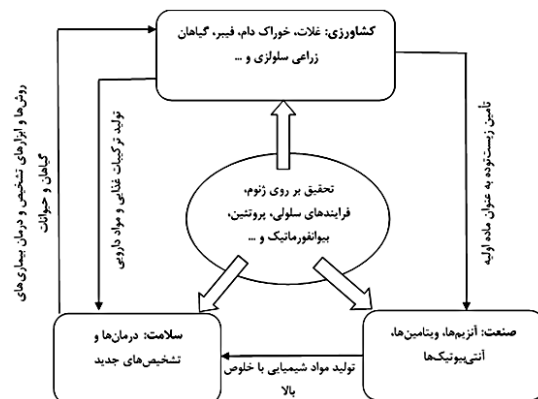 کشاورزی: غلات، خوراک دام، فیبر، گیاهان
زراعی سلولزی و ...
روش‌ها و ابزارهای تشخیص و درمان بیماری‌های
گیاهان و حیوانات
تولید ترکیبات غذایی و مواد دارویی
تأمین زیست‌توده به عنوان ماده اولیه
تحقیق بر روی ژنوم،
فرایندهای سلولی، پروتئین،
بیوانفورماتیک و ...
سلامت: درمان‌ها و
تشخیص‌های جدید
تولید مواد شیمیایی با خلوص
بالا
صنعت: آنزیم‌ها، ویتامین‌ها،
آنتی‌بیوتیک‌ها